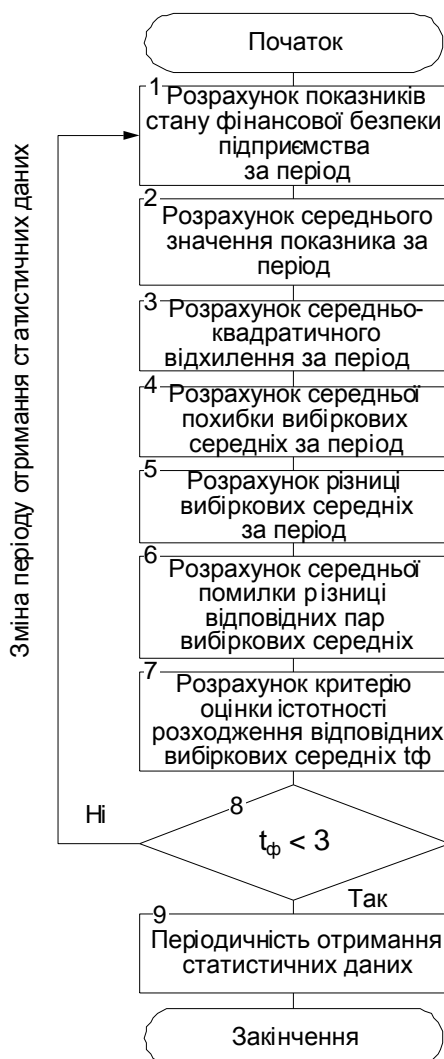 Початок
1
Розрахунок показників
стану фінансової безпеки
підприємства
за період
2
Розрахунок середнього
значення показника за
період
3
Розрахунок середньо-
квадратичного
відхилення за період
4
Розрахунок середньої
похибки вибіркових
середніх за період
5
Розрахунок різниці
вибіркових середніх
за період
6
Розрахунок середньої
помилки різниці
відповідних пар
вибіркових середніх
7
Розрахунок критерію
оцінки істотності
розходження відповідних
вибіркових середніх tф
8
tф < 3
Ні
Так
Зміна періоду отримання статистичних даних
9
Періодичність отримання
статистичних даних
Закінчення